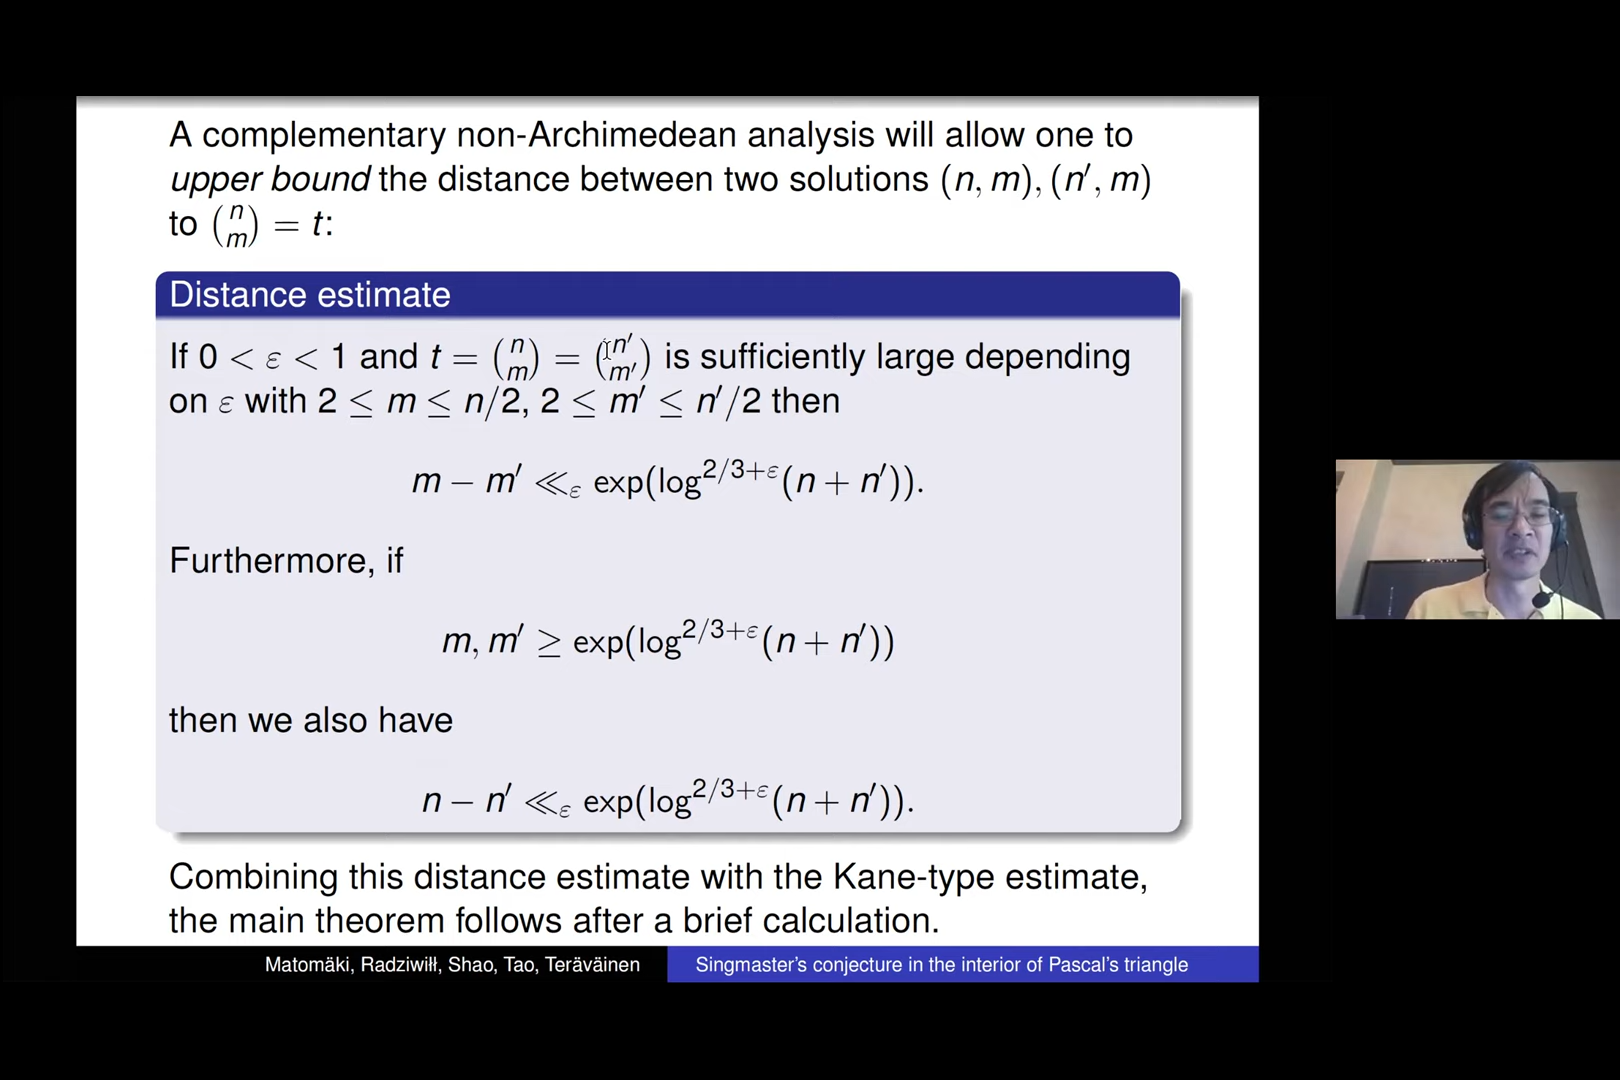 A complementary non-Archimedean analysis will allow one to
upper bound the distance between two solutions (n, m), (n′, m)
to \binom{n}{m} = t:
Distance estimate
If 0 < ε < 1 and t = \binom{n}{m} = \binom{n′}{m′} is sufficiently large depending
on ε with 2 ≤ m ≤ n/2, 2 ≤ m′ ≤ n′/2 then
m − m′ ≪_ε exp(log^{2/3+ε}(n + n′)).
Furthermore, if
m, m′ ≥ exp(log^{2/3+ε}(n + n′))
then we also have
n − n′ ≪_ε exp(log^{2/3+ε}(n + n′)).
Combining this distance estimate with the Kane-type estimate,
the main theorem follows after a brief calculation.
Matomäki, Radziwiłł, Shao, Tao, Teräväinen
Singmaster's conjecture in the interior of Pascal's triangle